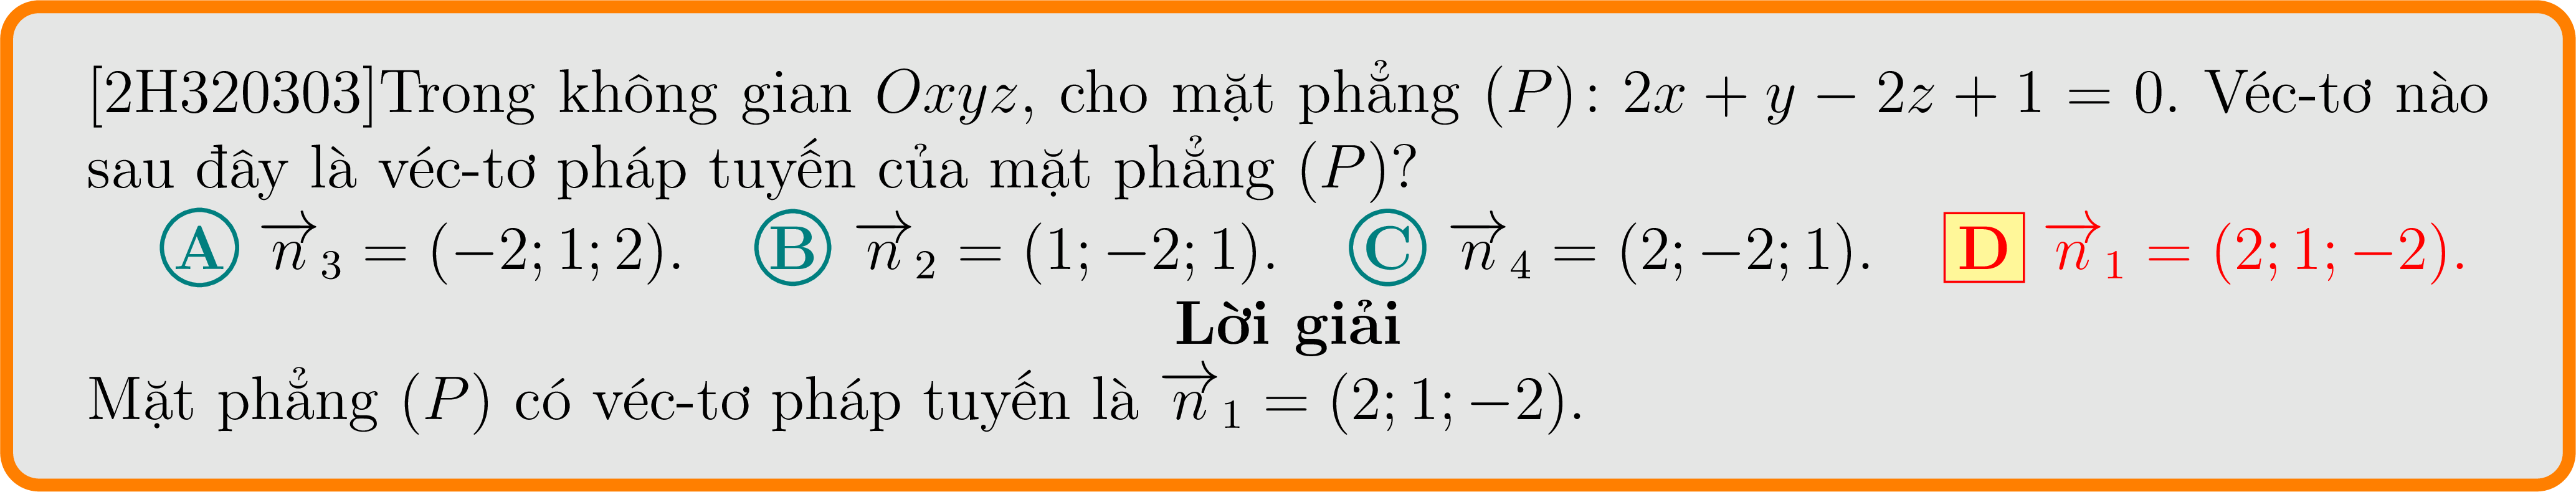 [2H320303]Trong không gian Oxyz, cho mặt phẳng (P): 2x + y − 2z + 1 = 0. Véc-tơ nào
sau đây là véc-tơ pháp tuyến của mặt phẳng (P)?
A $\overrightarrow{n}_3$ = (−2; 1; 2). B $\overrightarrow{n}_2$ = (1; −2; 1). C $\overrightarrow{n}_4$ = (2; −2; 1). D $\overrightarrow{n}_1$ = (2; 1; −2).
Lời giải
Mặt phẳng (P) có véc-tơ pháp tuyến là $\overrightarrow{n}_1$ = (2; 1; −2).